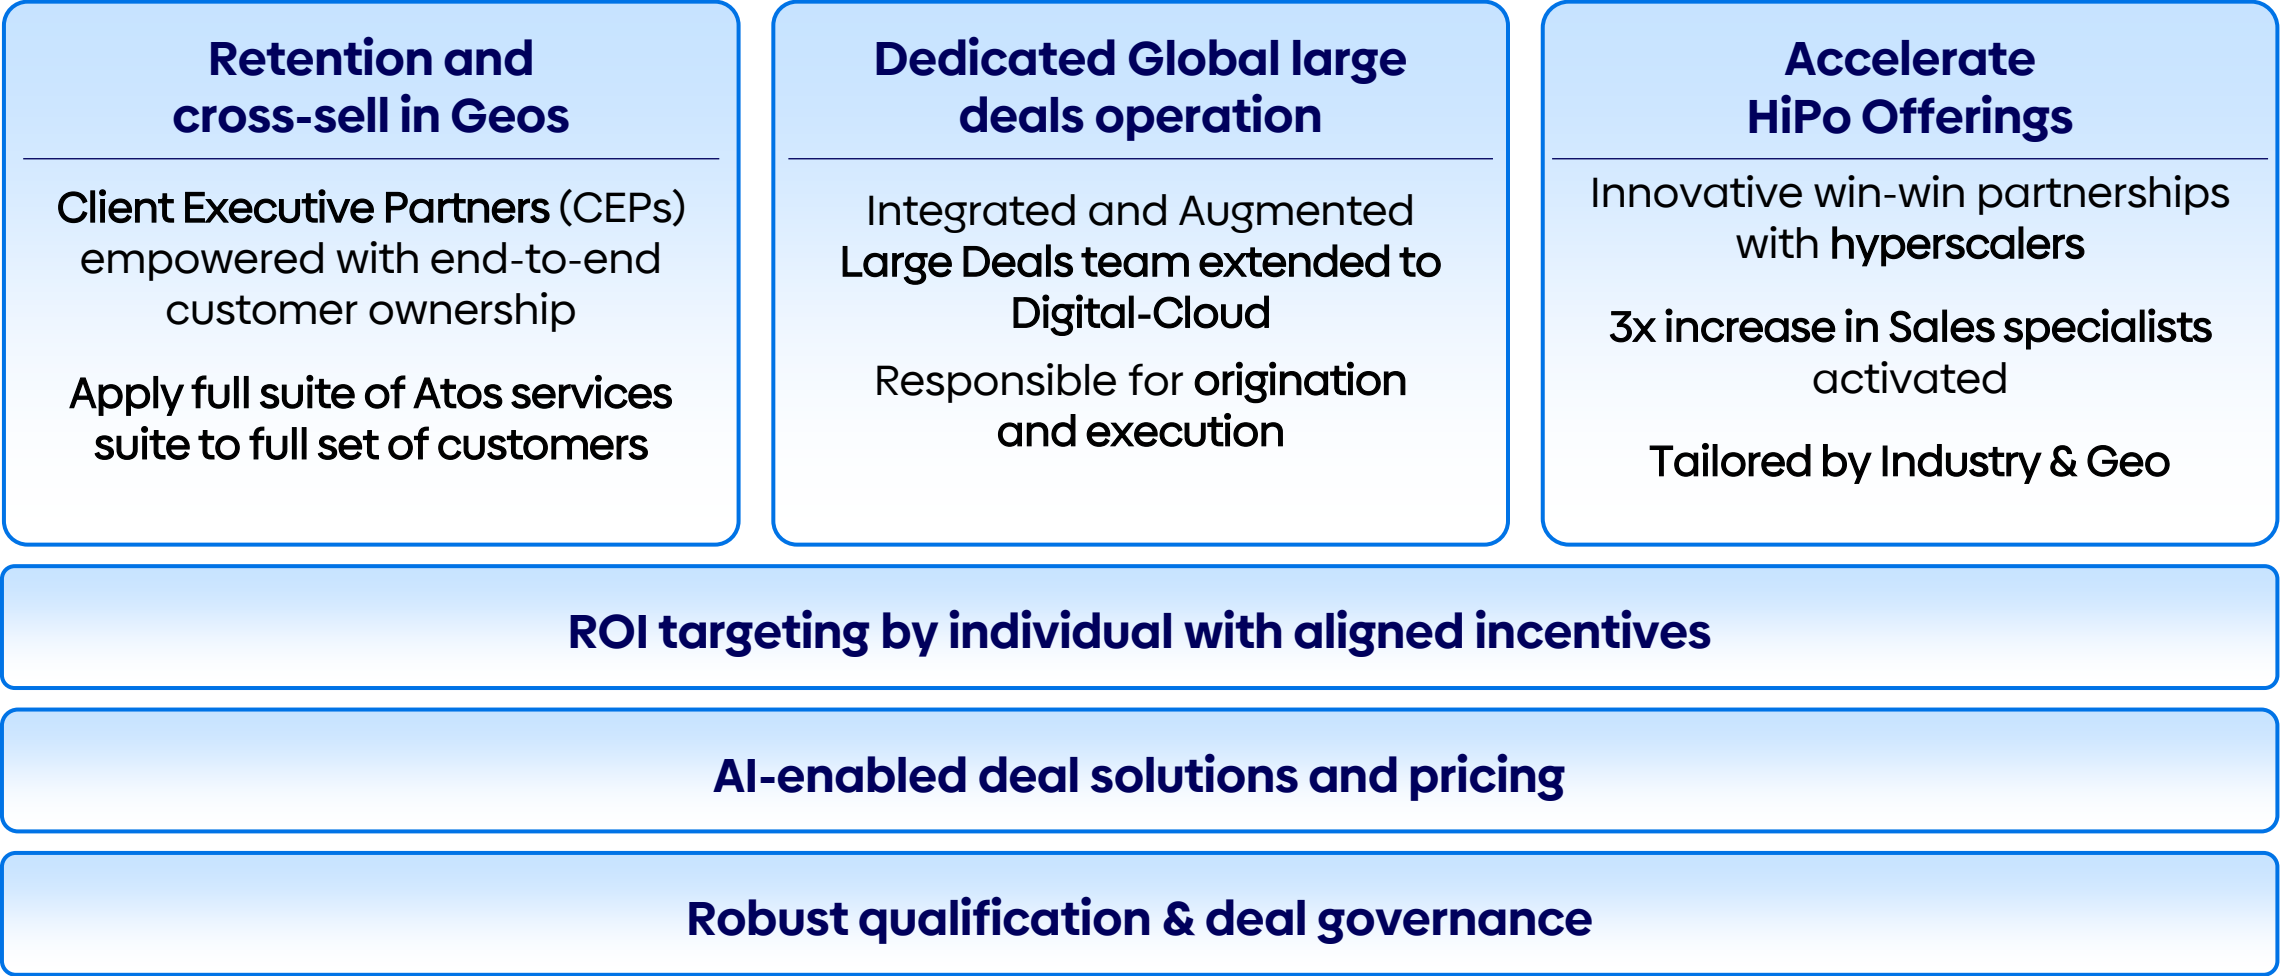 Retention and
cross-sell in Geos
Client Executive Partners (CEPs)
empowered with end-to-end
customer ownership
Apply full suite of Atos services
suite to full set of customers
Dedicated Global large
deals operation
Integrated and Augmented
Large Deals team extended to
Digital-Cloud
Responsible for origination
and execution
Accelerate
HiPo Offerings
Innovative win-win partnerships
with hyperscalers
3x increase in Sales specialists
activated
Tailored by Industry & Geo
ROI targeting by individual with aligned incentives
AI-enabled deal solutions and pricing
Robust qualification & deal governance